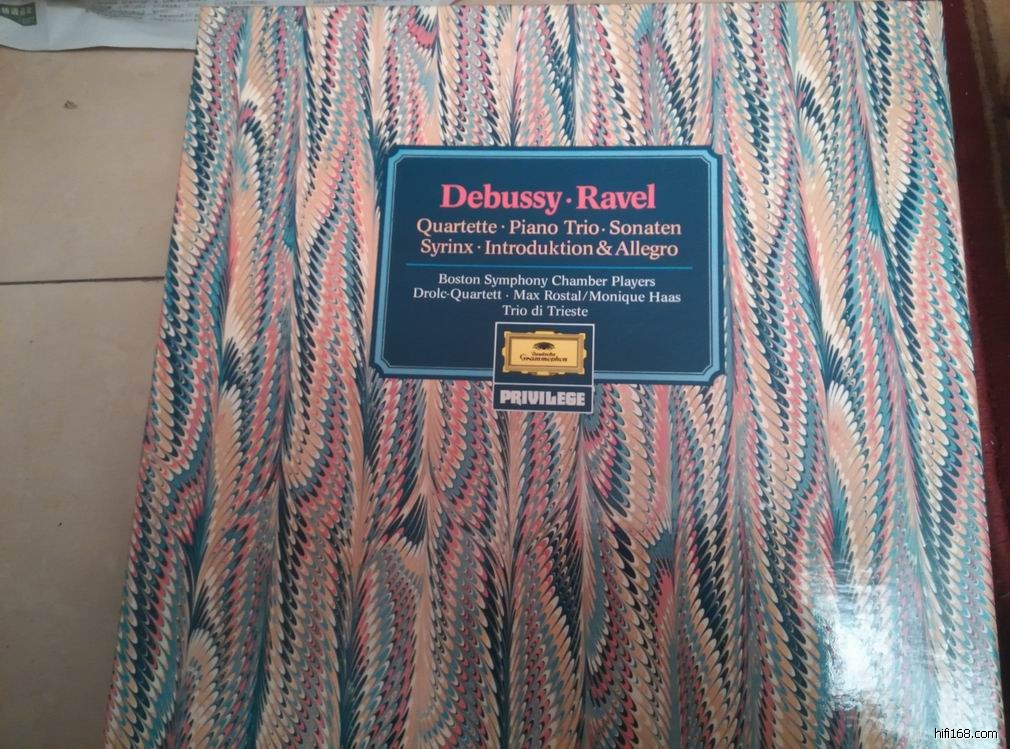 Debussy · Ravel
Quartette · Piano Trio · Sonaten
Syrinx · Introduktion & Allegro
Boston Symphony Chamber Players
Drolc-Quartett · Max Rostal/Monique Haas
Trio di Trieste
Deutsche
Grammophon
PRIVILEGE
hifi168.com